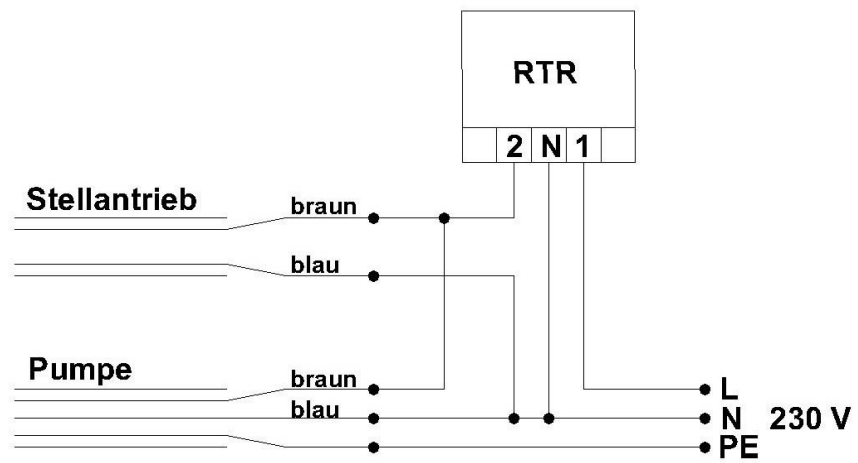 RTR
2 N 1
Stellantrieb
braun
blau
Pumpe
braun
blau
L
N 230 V
PE